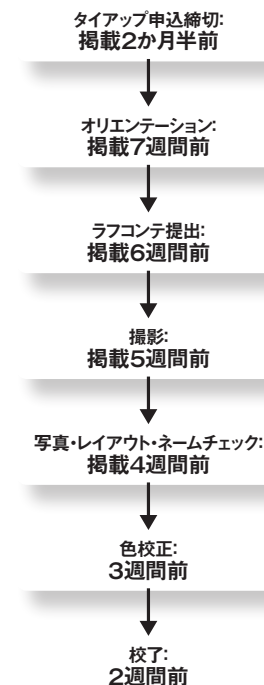 タイアップ申込締切:
掲載2か月半前
オリエンテーション:
掲載7週間前
ラフコンテ提出:
掲載6週間前
撮影:
掲載5週間前
写真・レイアウト・ネームチェック:
掲載4週間前
色校正:
3週間前
校了:
2週間前